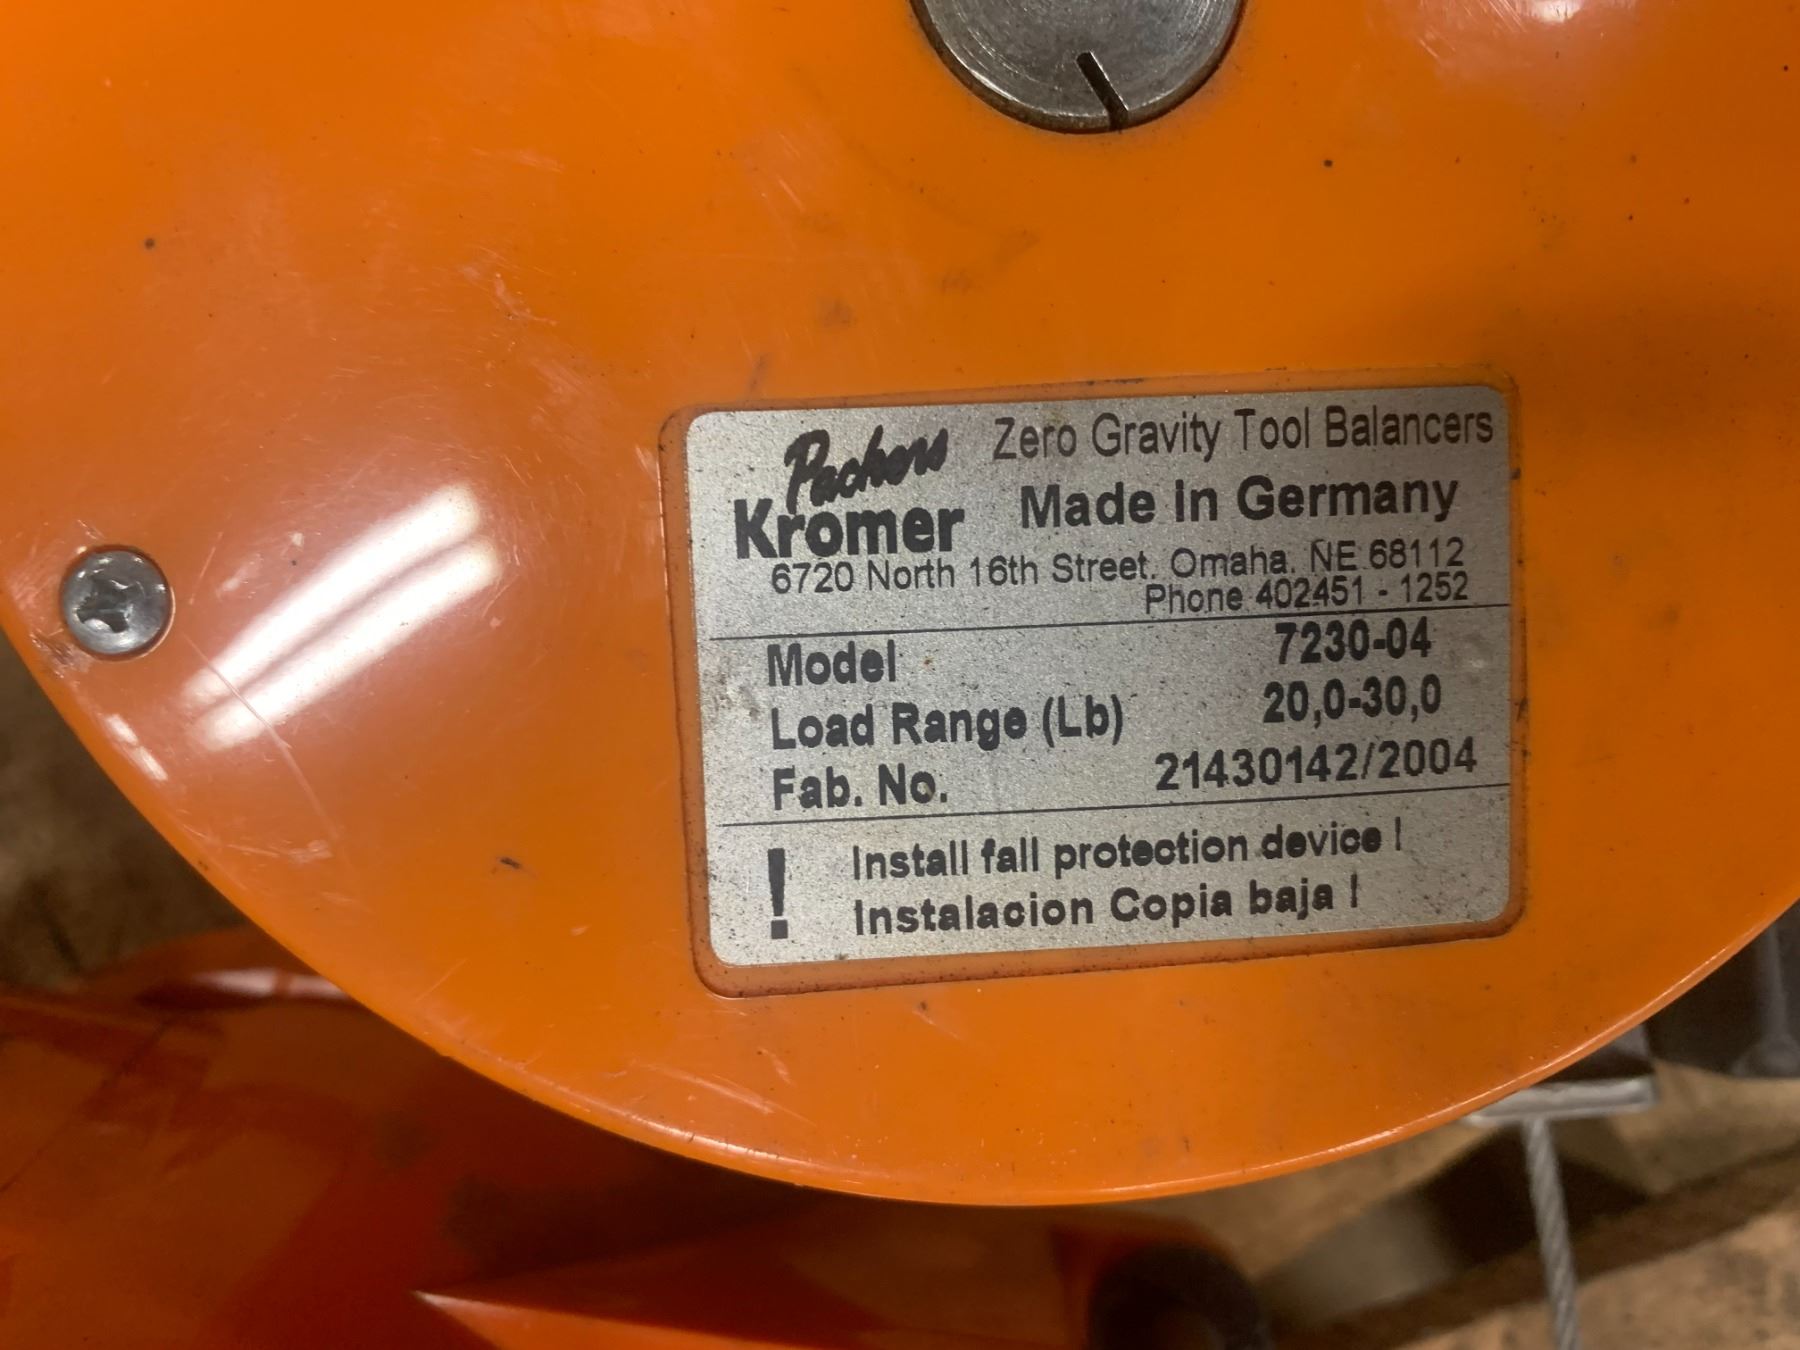 Packers Zero Gravity Tool Balancers
Kromer Made In Germany
6720 North 16th Street, Omaha, NE 68112
Phone 402451 - 1252
Model 7230-04
Load Range (Lb) 20,0-30,0
Fab. No. 21430142/2004
! Install fall protection device !
Instalacion Copia baja !